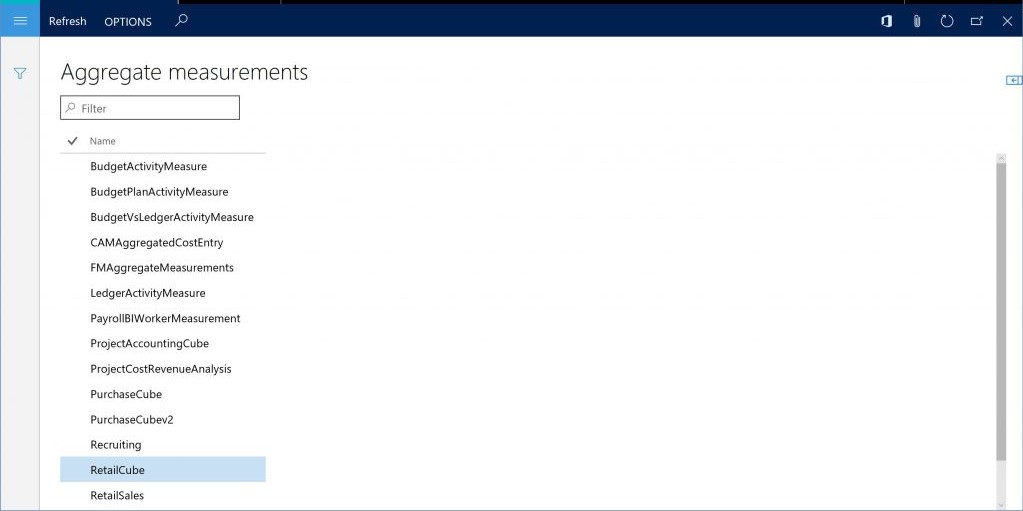 Refresh OPTIONS
Aggregate measurements
Filter
Name
BudgetActivityMeasure
BudgetPlanActivityMeasure
BudgetVsLedgerActivityMeasure
CAMAggregatedCostEntry
FMAggregateMeasurements
LedgerActivityMeasure
PayrollBIWorkerMeasurement
ProjectAccountingCube
ProjectCostRevenueAnalysis
PurchaseCube
PurchaseCubev2
Recruiting
RetailCube
RetailSales